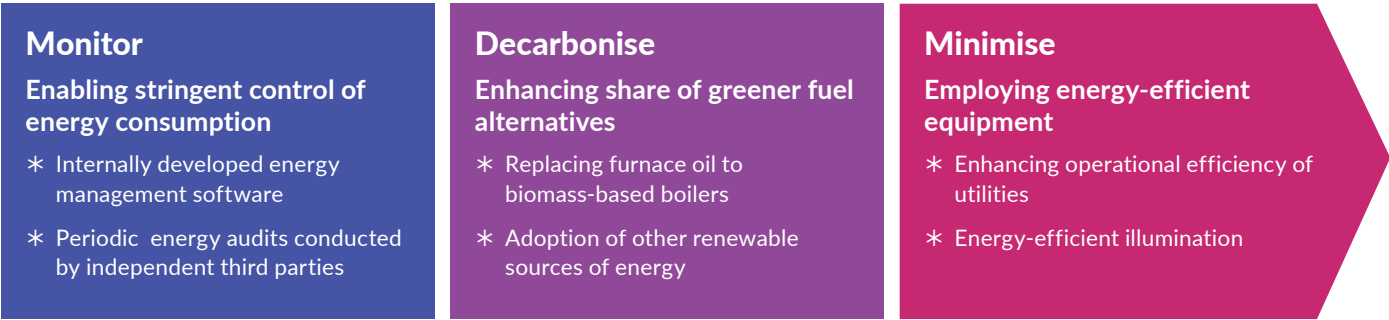 Monitor
Enabling stringent control of
energy consumption
* Internally developed energy
management software
* Periodic energy audits conducted
by independent third parties
Decarbonise
Enhancing share of greener fuel
alternatives
* Replacing furnace oil to
biomass-based boilers
* Adoption of other renewable
sources of energy
Minimise
Employing energy-efficient
equipment
* Enhancing operational efficiency of
utilities
* Energy-efficient illumination